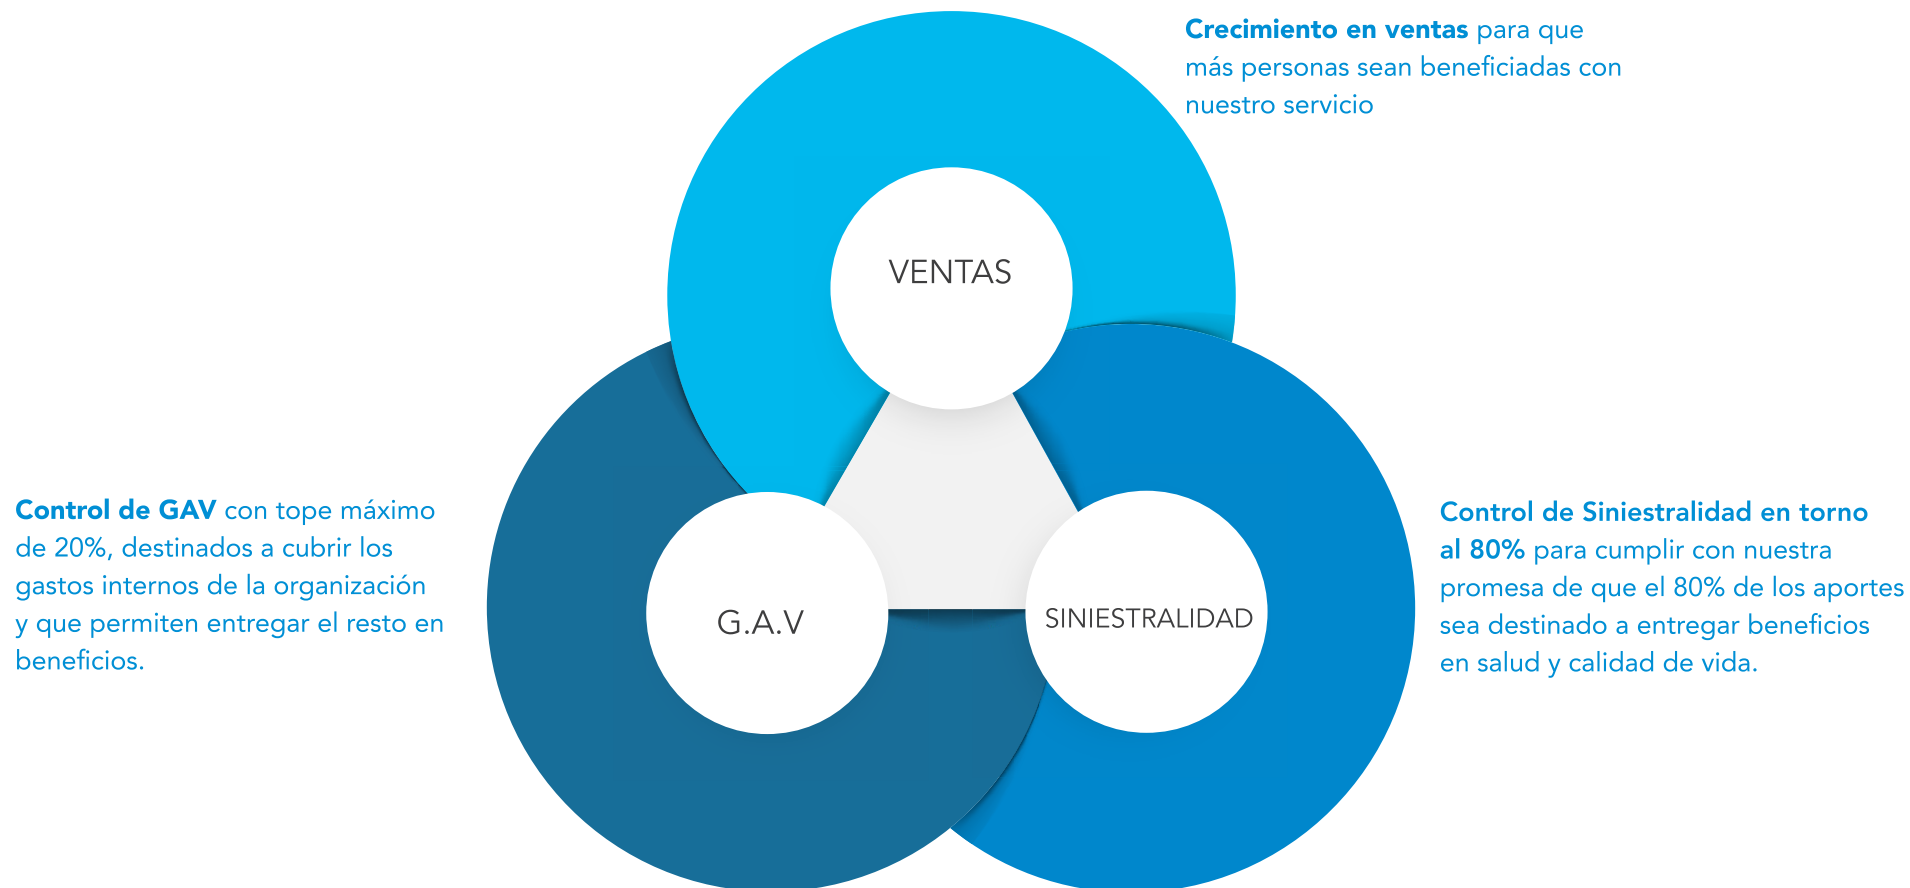 Crecimiento en ventas para que
más personas sean beneficiadas con
nuestro servicio
VENTAS
Control de GAV con tope máximo
de 20%, destinados a cubrir los
gastos internos de la organización
y que permiten entregar el resto en
beneficios.
G.A.V
SINIESTRALIDAD
Control de Siniestralidad en torno
al 80% para cumplir con nuestra
promesa de que el 80% de los aportes
sea destinado a entregar beneficios
en salud y calidad de vida.